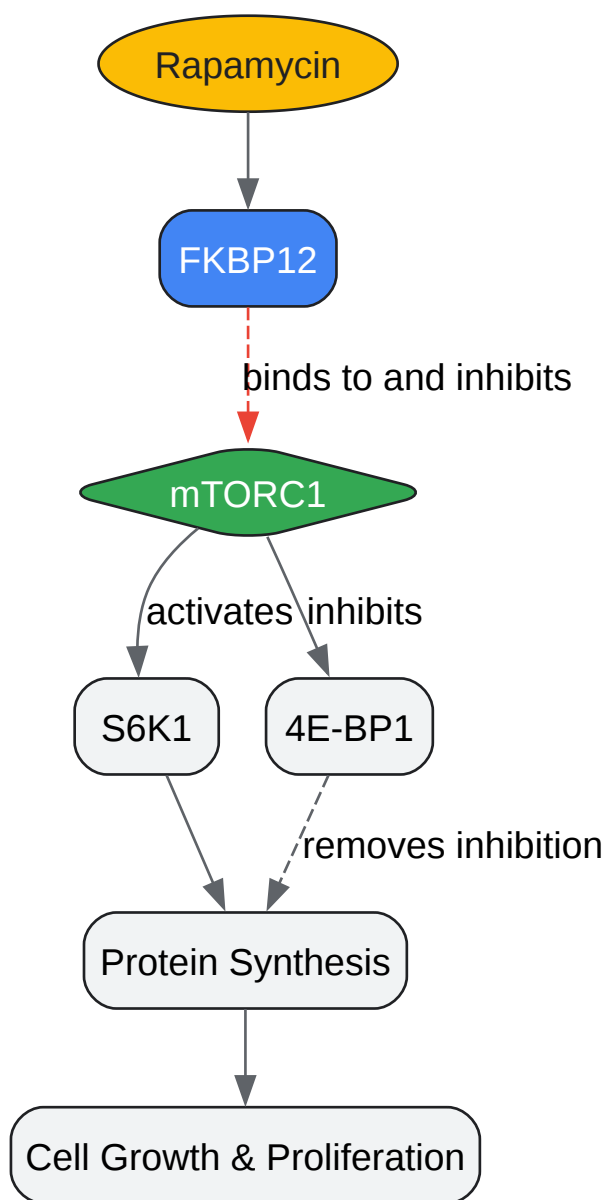 Rapamycin
FKBP12
binds to and inhibits
mTORC1
activates
inhibits
S6K1
4E-BP1
removes inhibition
Protein Synthesis
Cell Growth & Proliferation